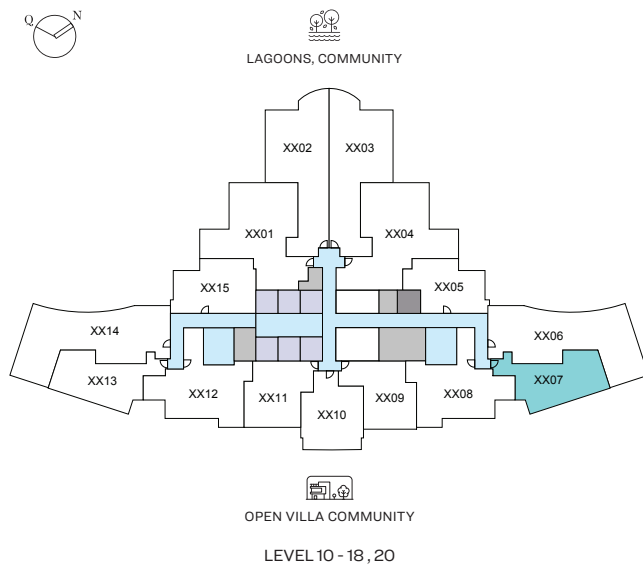 Q N
LAGOONS, COMMUNITY
XX02 XX03
XX01 XX04
XX15 XX05
XX14 XX06
XX13 XX07
XX12 XX11 XX10 XX09 XX08
OPEN VILLA COMMUNITY
LEVEL 10 - 18 , 20